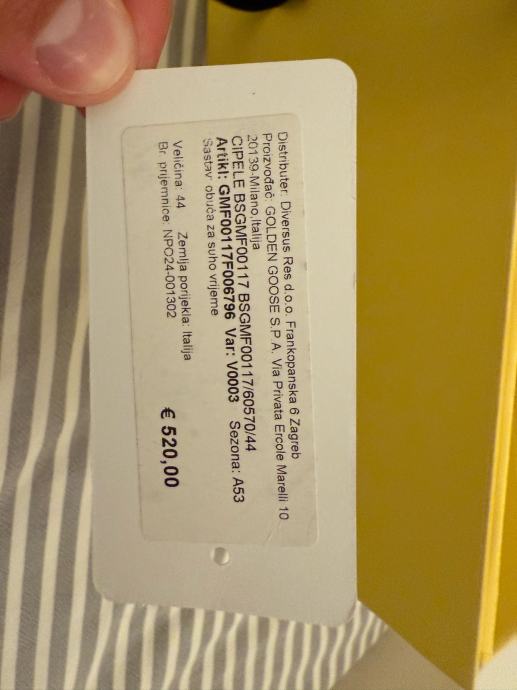 Distributer: Diversus Res d.o.o. Frankopanska 6 Zagreb
Proizvođač: GOLDEN GOOSE S.P.A. Via Privata Ercole Marelli 10
20139-Milano,Italija
CIPELE BSGMF00117 BSGMF00117/60570/44
Artikl: GMF00117F006796 Var: V0003 Sezona: A53
Sastav: obuća za suho vrijeme
Veličina: 44 Zemlja porijekla: Italija
Br. prijemnice: NPO24-001302
€ 520,00